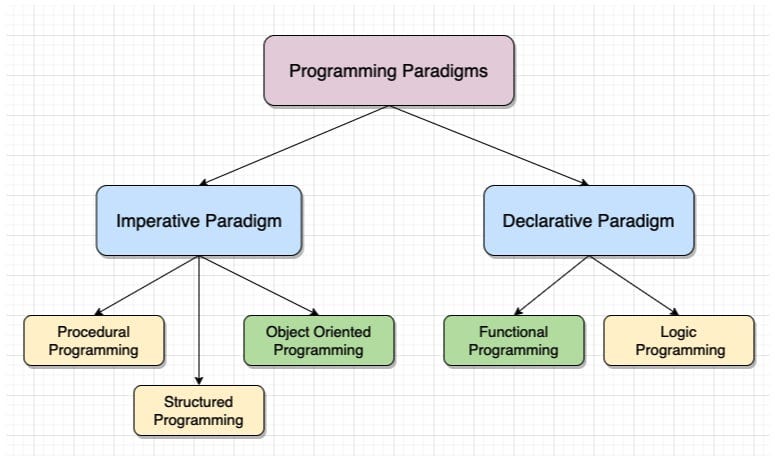 Programming Paradigms
Imperative Paradigm
Declarative Paradigm
Procedural
Programming
Object Oriented
Programming
Functional
Programming
Logic
Programming
Structured
Programming